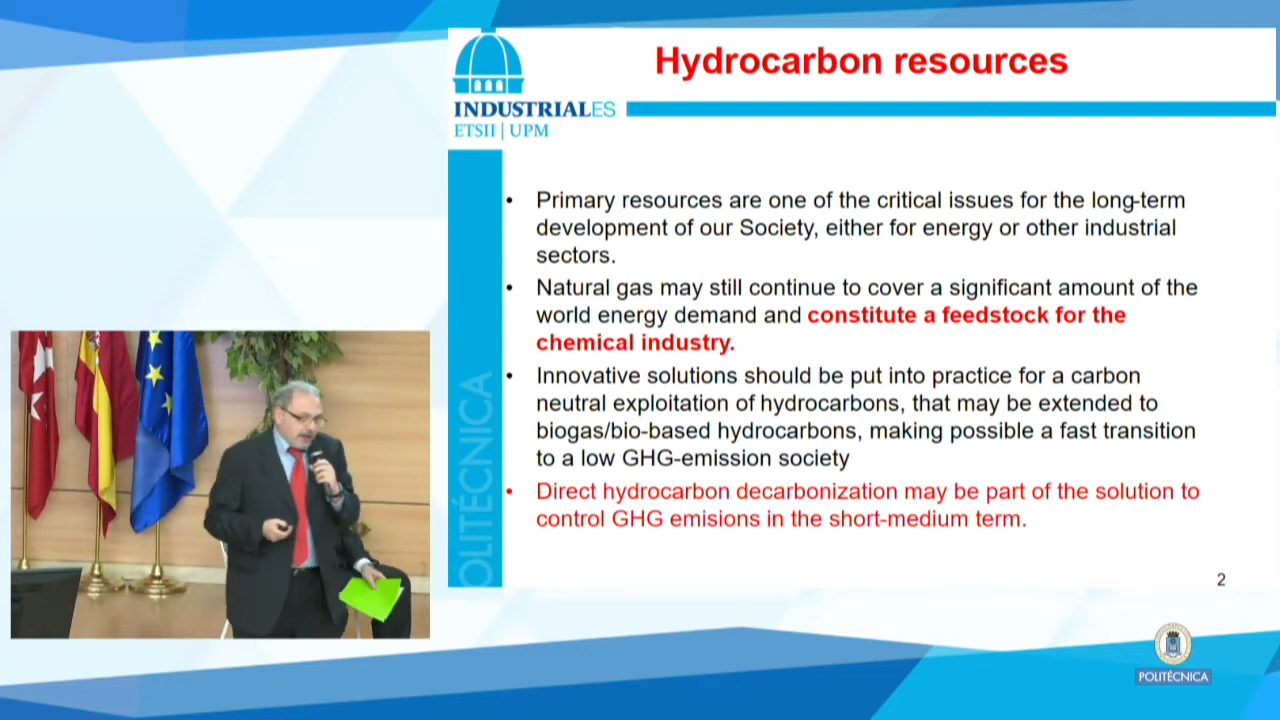 Hydrocarbon resources
INDUSTRIALES
ETSII | UPM
• Primary resources are one of the critical issues for the long-term
development of our Society, either for energy or other industrial
sectors.
• Natural gas may still continue to cover a significant amount of the
world energy demand and constitute a feedstock for the
chemical industry.
• Innovative solutions should be put into practice for a carbon
neutral exploitation of hydrocarbons, that may be extended to
biogas/bio-based hydrocarbons, making possible a fast transition
to a low GHG-emission society
• Direct hydrocarbon decarbonization may be part of the solution to
control GHG emisions in the short-medium term.
OLITÉCNICA
2
POLITÉCNICA